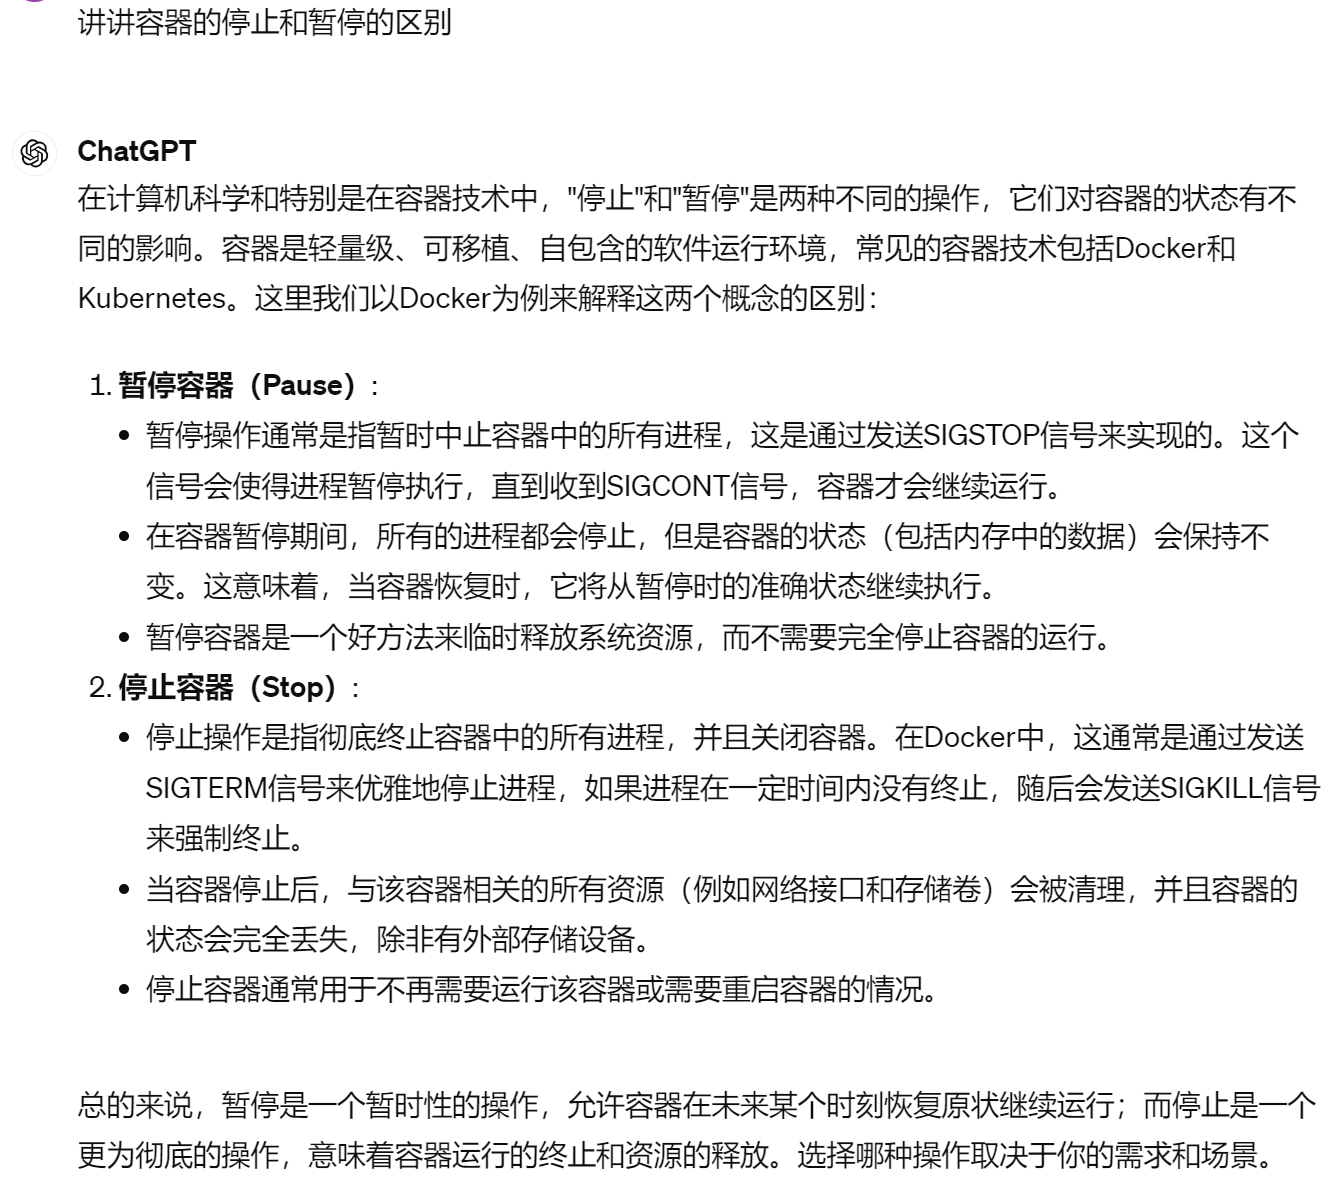 讲讲容器的停止和暂停的区别
ChatGPT
在计算机科学和特别是在容器技术中，"停止"和"暂停"是两种不同的操作，它们对容器的状态有不
同的影响。容器是轻量级、可移植、自包含的软件运行环境，常见的容器技术包括Docker和
Kubernetes。这里我们以Docker为例来解释这两个概念的区别：
1. 暂停容器（Pause）：
• 暂停操作通常是指暂时中止容器中的所有进程，这是通过发送SIGSTOP信号来实现的。这个
信号会使得进程暂停执行，直到收到SIGCONT信号，容器才会继续运行。
• 在容器暂停期间，所有的进程都会停止，但是容器的状态（包括内存中的数据）会保持不
变。这意味着，当容器恢复时，它将从暂停时的准确状态继续执行。
• 暂停容器是一个好方法来临时释放系统资源，而不需要完全停止容器的运行。
2. 停止容器（Stop）：
• 停止操作是指彻底终止容器中的所有进程，并且关闭容器。在Docker中，这通常是通过发送
SIGTERM信号来优雅地停止进程，如果进程在一定时间内没有终止，随后会发送SIGKILL信号
来强制终止。
• 当容器停止后，与该容器相关的所有资源（例如网络接口和存储卷）会被清理，并且容器的
状态会完全丢失，除非有外部存储设备。
• 停止容器通常用于不再需要运行该容器或需要重启容器的情况。
总的来说，暂停是一个暂时性的操作，允许容器在未来某个时刻恢复原状继续运行；而停止是一个
更为彻底的操作，意味着容器运行的终止和资源的释放。选择哪种操作取决于你的需求和场景。